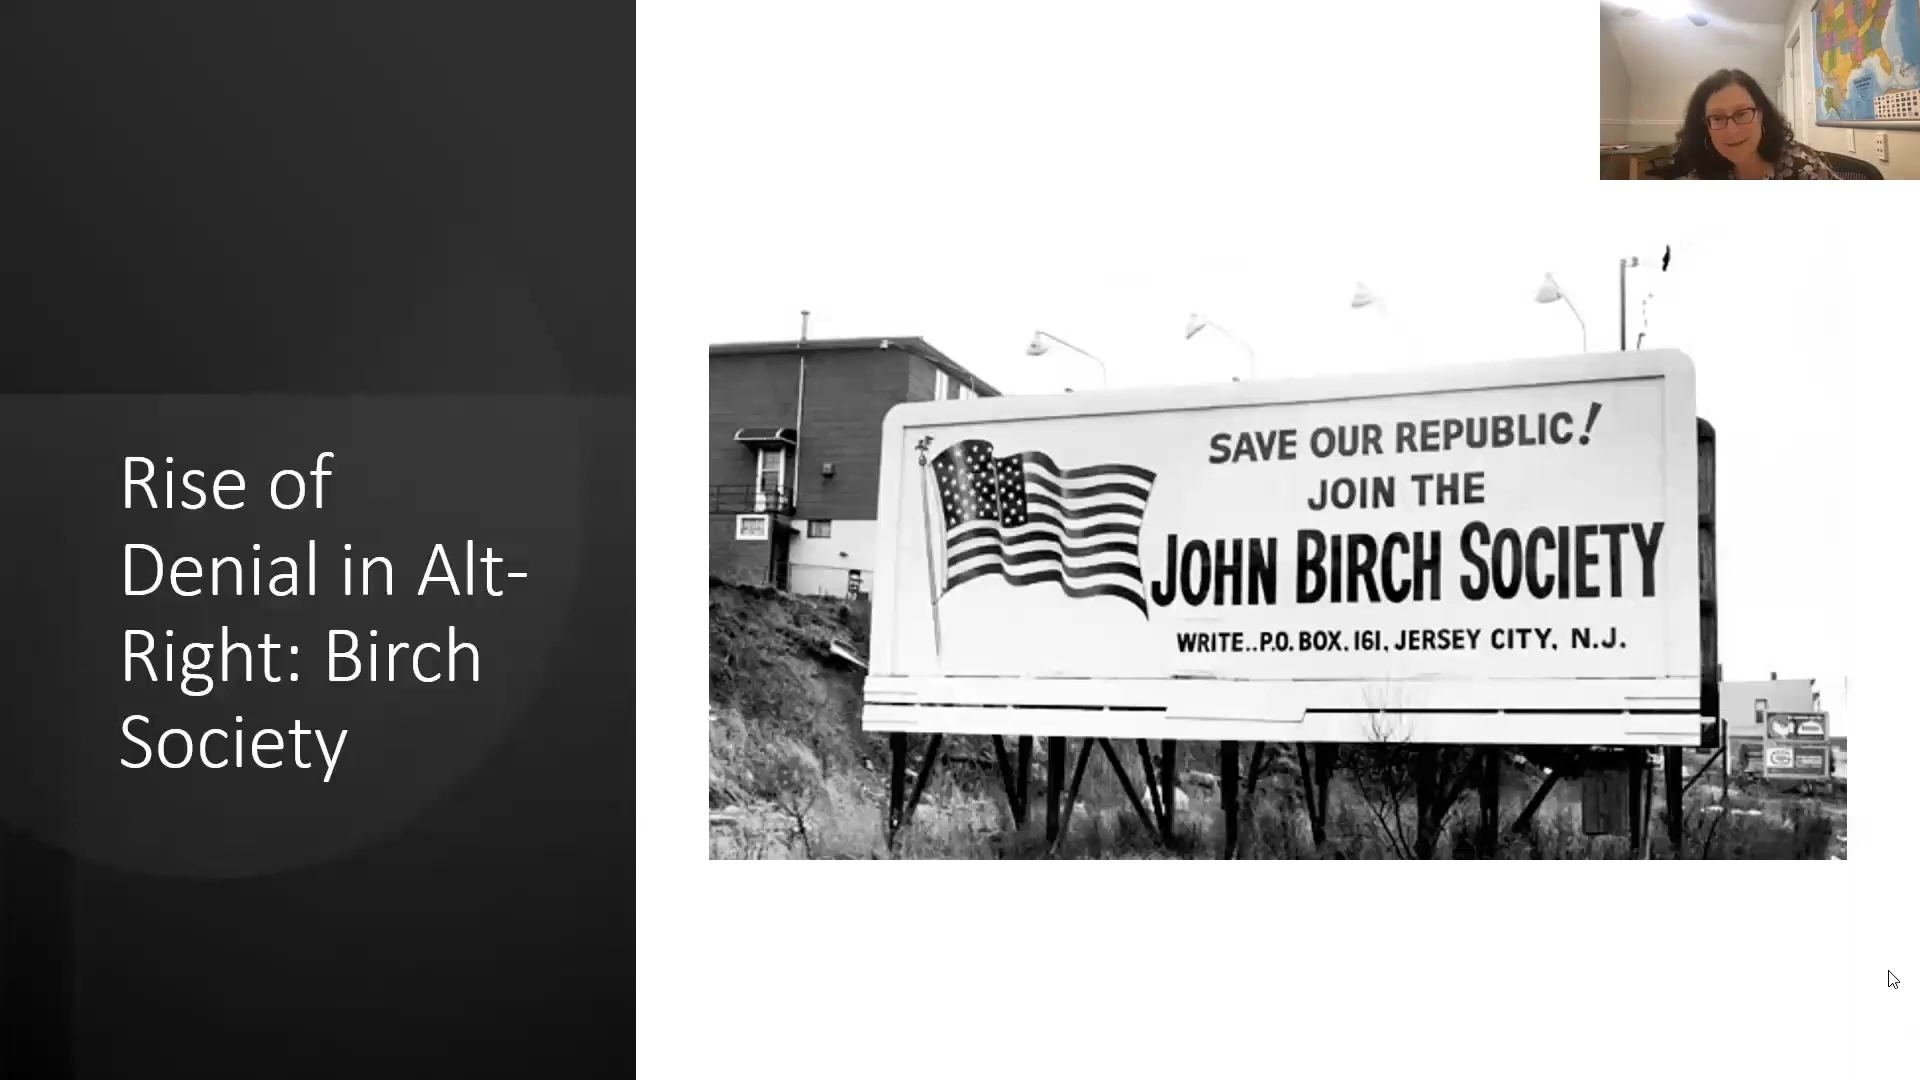 Rise of
Denial in Alt-
Right: Birch
Society
SAVE OUR REPUBLIC!
JOIN THE
JOHN BIRCH SOCIETY
WRITE..P.O. BOX. 161, JERSEY CITY, N.J.